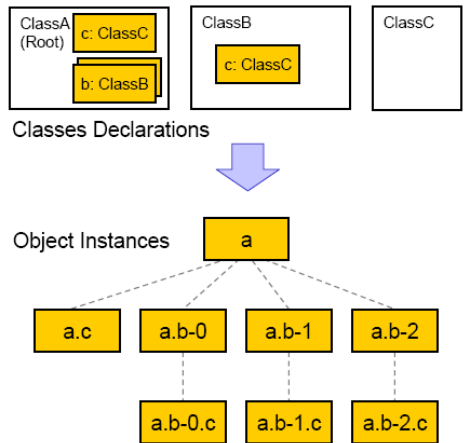 ClassA
(Root)
c: ClassC
b: ClassB
ClassB
c: ClassC
ClassC
Classes Declarations
Object Instances
a
a.c
a.b-0
a.b-1
a.b-2
a.b-0.c
a.b-1.c
a.b-2.c